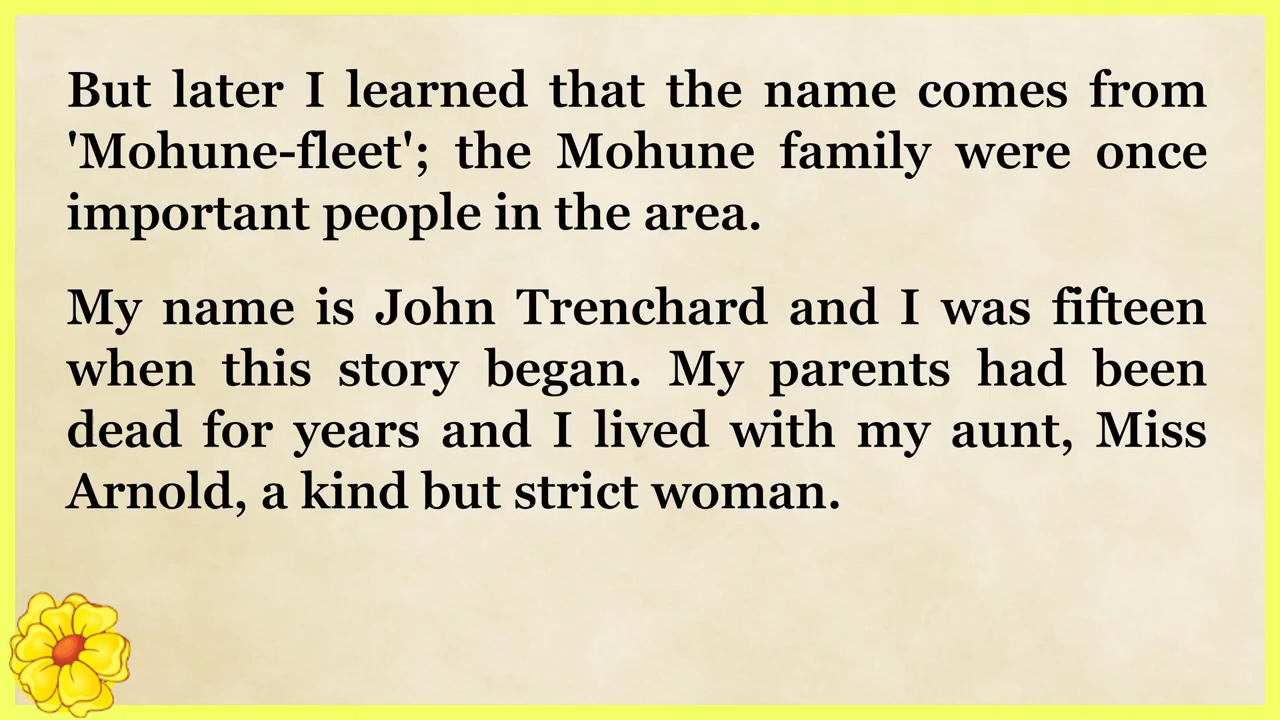 But later I learned that the name comes from
'Mohune-fleet'; the Mohune family were once
important people in the area.
My name is John Trenchard and I was fifteen
when this story began. My parents had been
dead for years and I lived with my aunt, Miss
Arnold, a kind but strict woman.